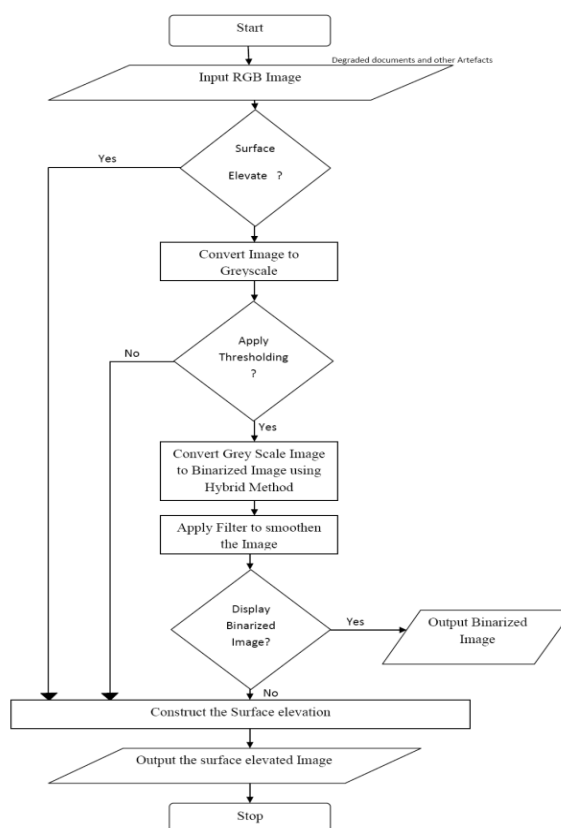 Start
Degraded documents and other Artefacts
Input RGB Image
Surface
Elevate ?
Yes
Convert Image to
Greyscale
Apply
Thresholding
?
No
Yes
Convert Grey Scale Image
to Binarized Image using
Hybrid Method
Apply Filter to smoothen
the Image
Display
Binarized
Image?
Yes
Output Binarized
Image
No
Construct the Surface elevation
Output the surface elevated Image
Stop